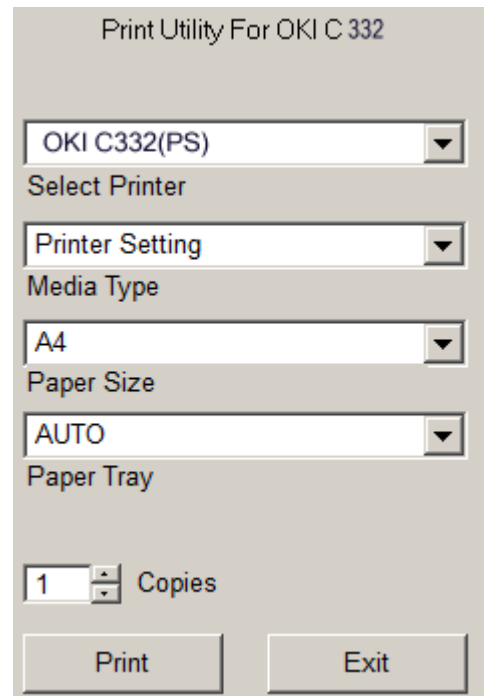 Print Utility For OKI C 332
OKI C332(PS)
Select Printer
Printer Setting
Media Type
A4
Paper Size
AUTO
Paper Tray
1 Copies
Print Exit